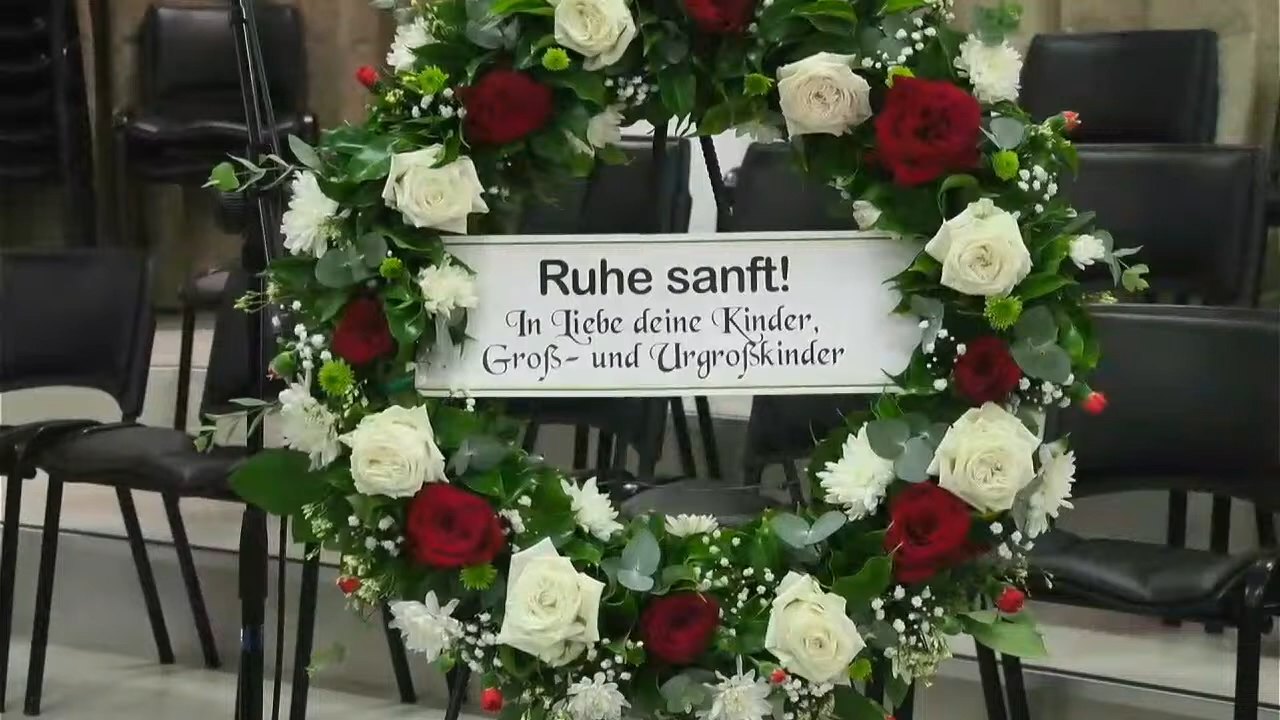 Ruhe sanft!
In Liebe deine Kinder,
Groß- und Urgroßkinder